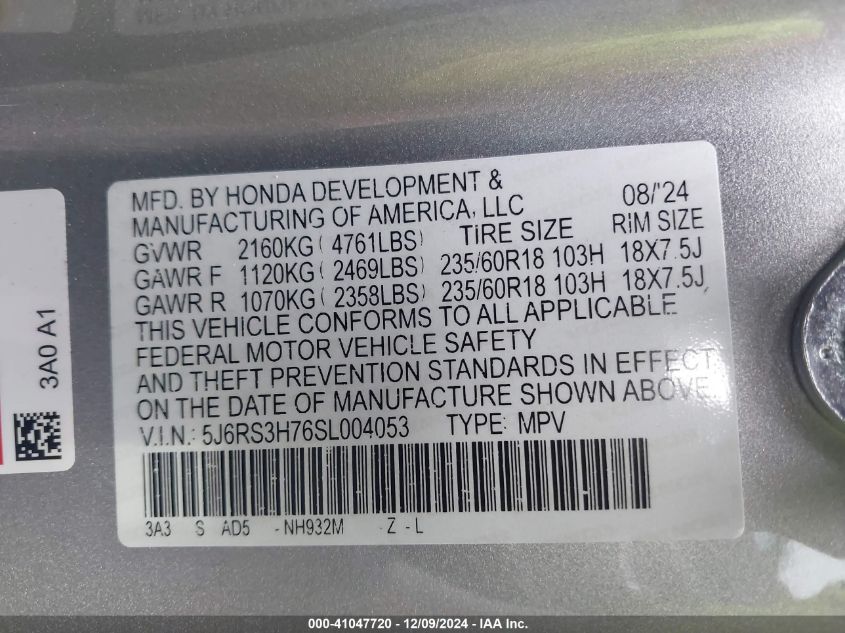 MFD. BY HONDA DEVELOPMENT &
MANUFACTURING OF AMERICA, LLC 08/'24
GVWR 2160KG ( 4761LBS) TIRE SIZE RIM SIZE
GAWR F 1120KG ( 2469LBS) 235/60R18 103H 18X7.5J
GAWR R 1070KG ( 2358LBS) 235/60R18 103H 18X7.5J,
THIS VEHICLE CONFORMS TO ALL APPLICABLE
FEDERAL MOTOR VEHICLE SAFETY
AND THEFT PREVENTION STANDARDS IN EFFECT
ON THE DATE OF MANUFACTURE SHOWN ABOVE.
V.I.N.: 5J6RS3H76SL004053 TYPE: MPV
3A3 S AD5 -NH932M -Z-L
3A0 A1
000-41047720 - 12/09/2024 - IAA Inc.